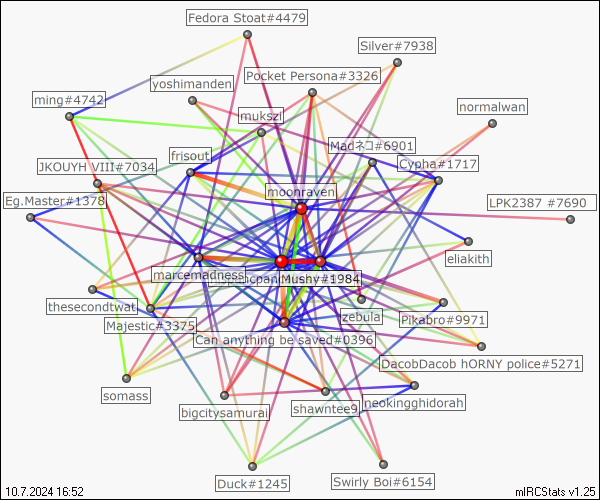 Fedora Stoat#4479
Silver#7938
Pocket Persona#3326
yoshimanden
ming#4742
normalwan
mukszi
Madネコ#6901
frisout
Cypha#1717
JKOUYH VIII#7034
moonraven
Eg.Master#1378
LPK2387 #7690
eliakith
marcemadness
Mushy#1984
thesecondtwat
zebula
Pikabro#9971
Majestic#3375
Can anything be saved#0396
DacobDacob hORNY police#5271
somass
bigcitysamurai
shawntee9
neokingghidorah
Duck#1245
Swirly Boi#6154
10.7.2024 16:52
mIRCStats v1.25